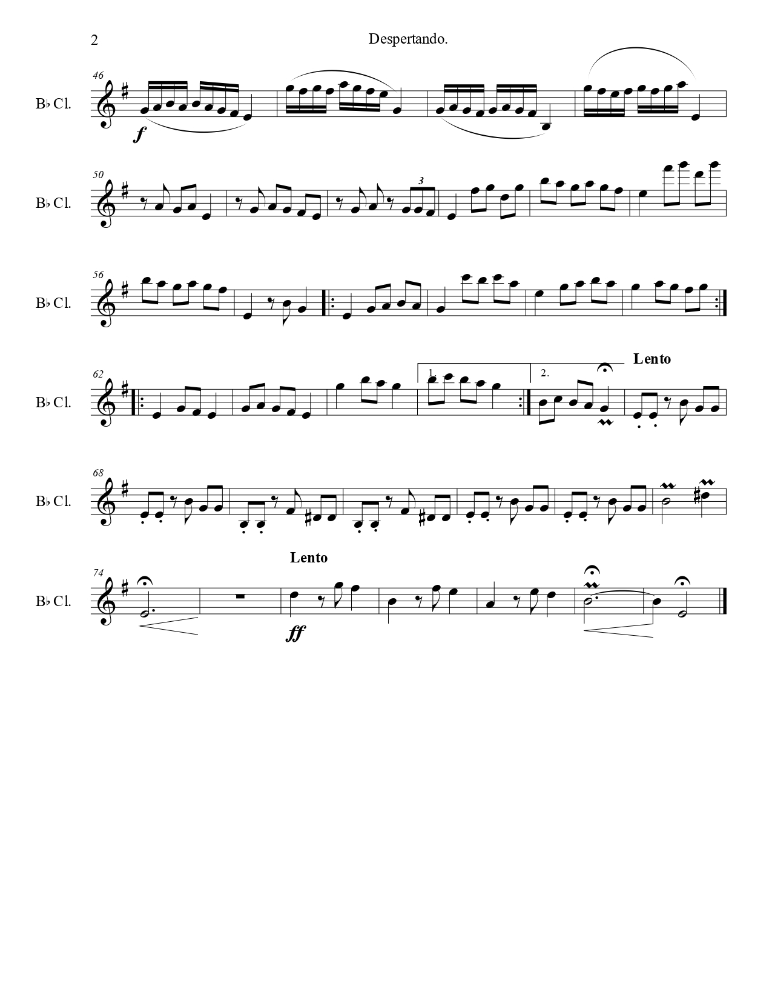 2 Despertando.
46
B♭ Cl.
f
50
B♭ Cl.
3
56
B♭ Cl.
62
B♭ Cl.
1.
2.
Lento
68
B♭ Cl.
Lento
74
B♭ Cl.
ff